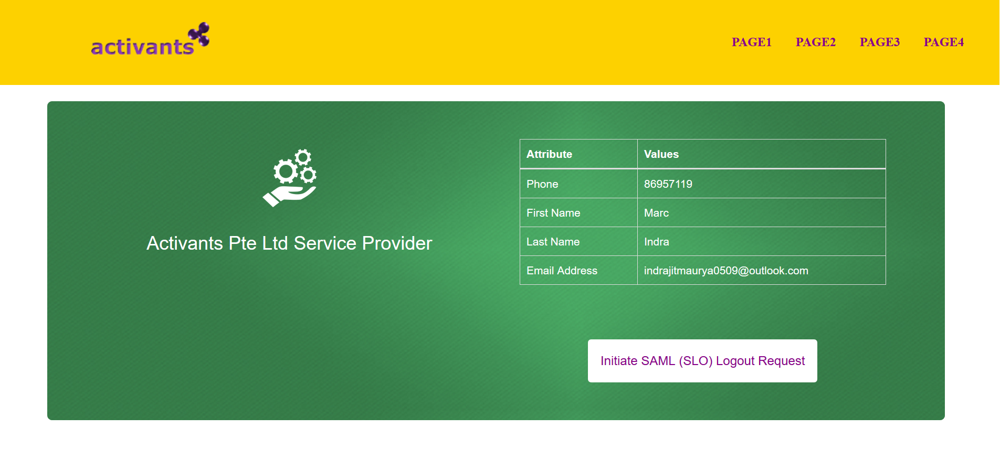 activants
PAGE1 PAGE2 PAGE3 PAGE4
Activants Pte Ltd Service Provider
Attribute Values
Phone 86957119
First Name Marc
Last Name Indra
Email Address indrajitmaurya0509@outlook.com
Initiate SAML (SLO) Logout Request